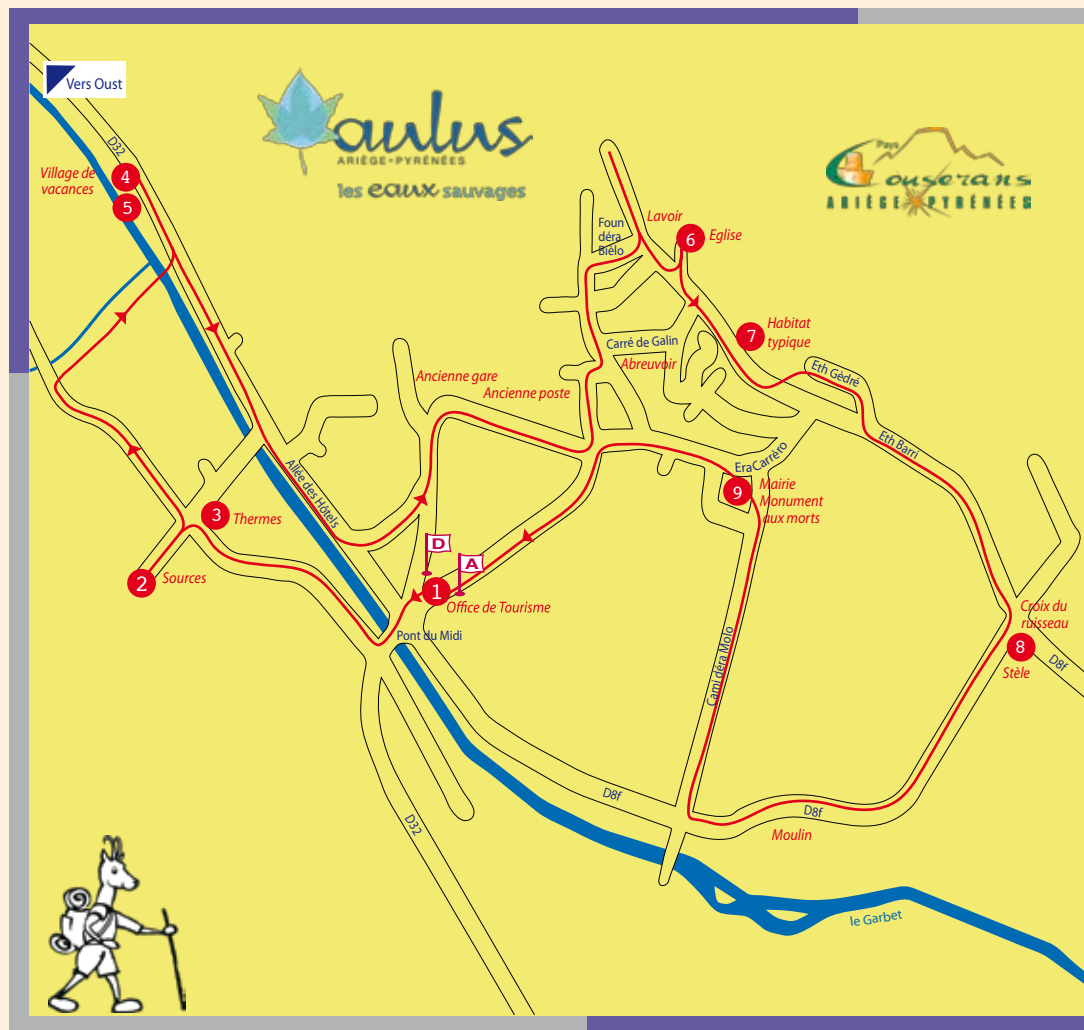 Vers Oust
aulus
ARIÈGE-PYRÉNÉES
les eaux sauvages
Pays
Couserans
ARIÈGE PYRÉNÉES
D32
Village de
vacances
4
5
Foun
déra
Bièlo
Lavoir
6
Eglise
7
Habitat
typique
Carré de Galin
Abreuvoir
Eth Gèdré
Ancienne gare
Ancienne poste
Eth Barri
Era Carrèro
9
Mairie
Monument
aux morts
Allée des Hôtels
3
Thermes
2
Sources
D
A
1
Office de Tourisme
Pont du Midi
Croix du
ruisseau
8
Stèle
D8f
Cami déra Molo
D8f
D8f
Moulin
D32
le Garbet